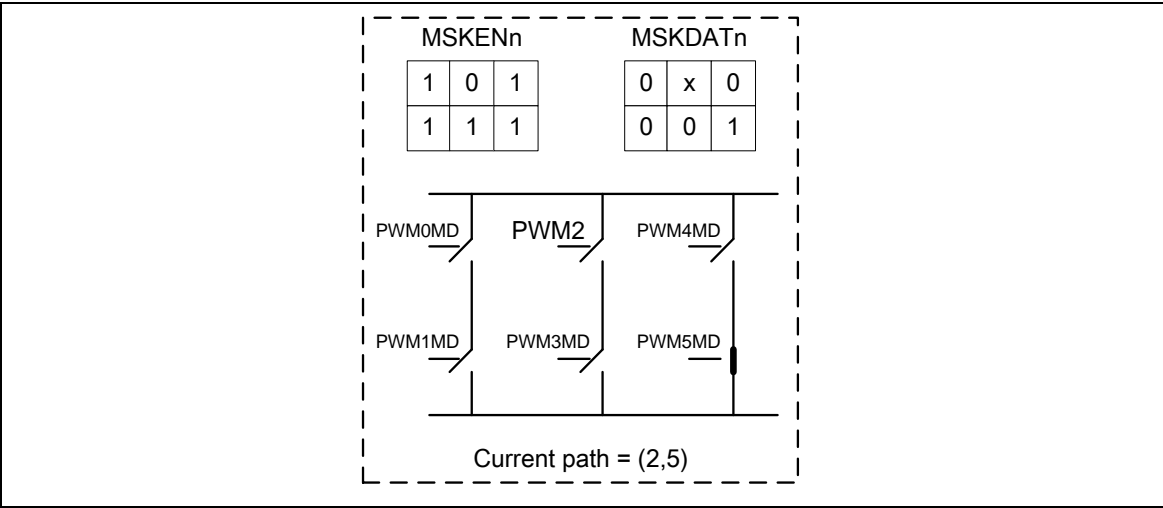 MSKENn MSKDATn
1 0 1 0 x 0
1 1 1 0 0 1
PWM0MD PWM2 PWM4MD
PWM1MD PWM3MD PWM5MD
Current path = (2,5)